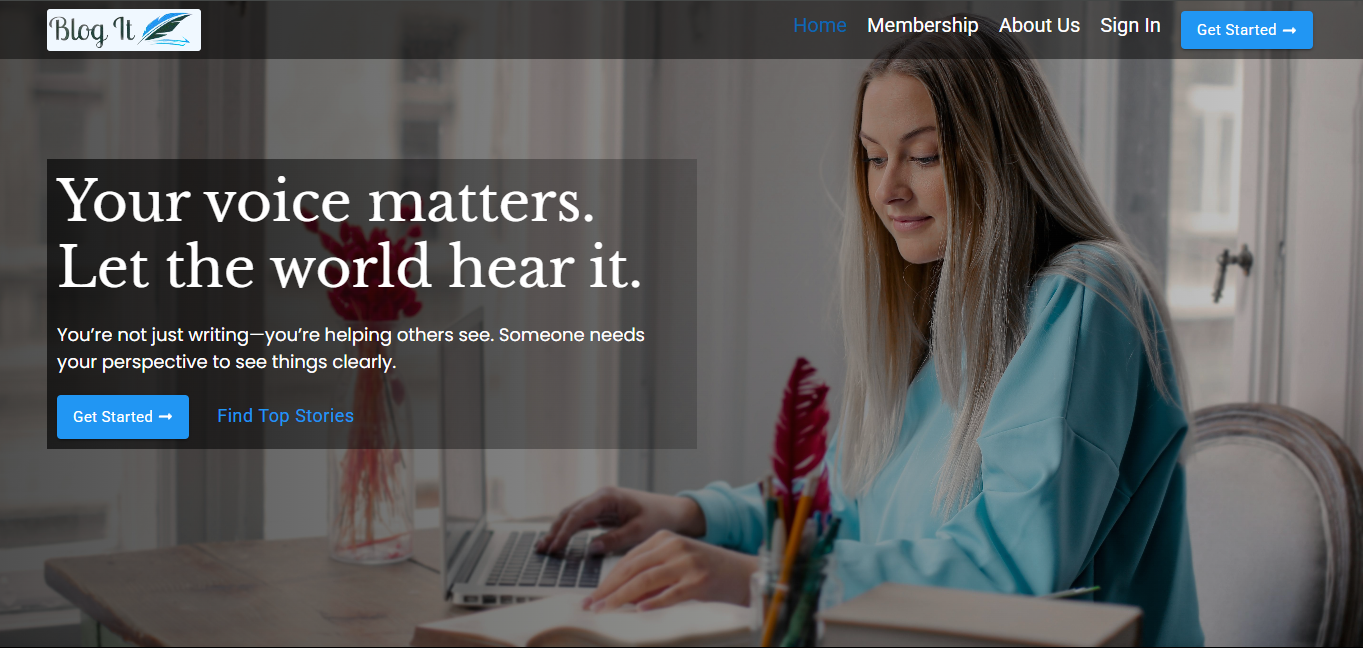 Blog It
Home Membership About Us Sign In Get Started →
Your voice matters.
Let the world hear it.
You’re not just writing—you’re helping others see. Someone needs
your perspective to see things clearly.
Get Started → Find Top Stories